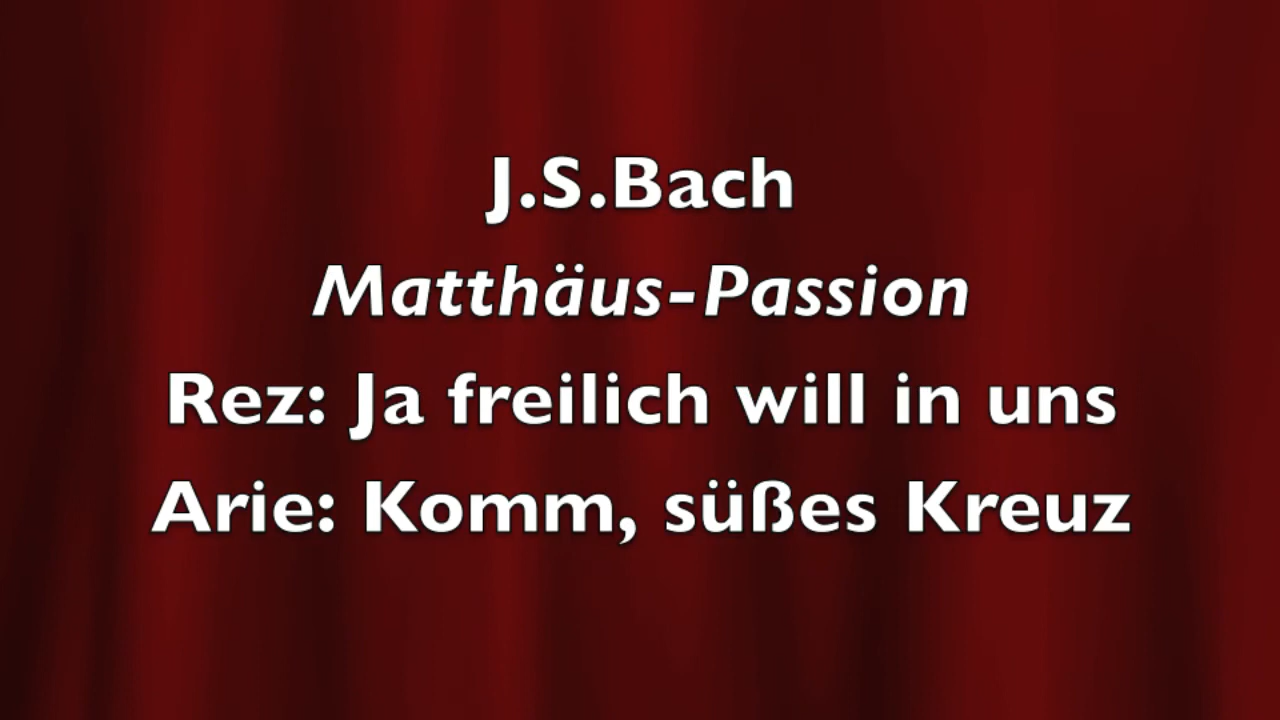 J.S.Bach
Matthäus-Passion
Rez: Ja freilich will in uns
Arie: Komm, süßes Kreuz